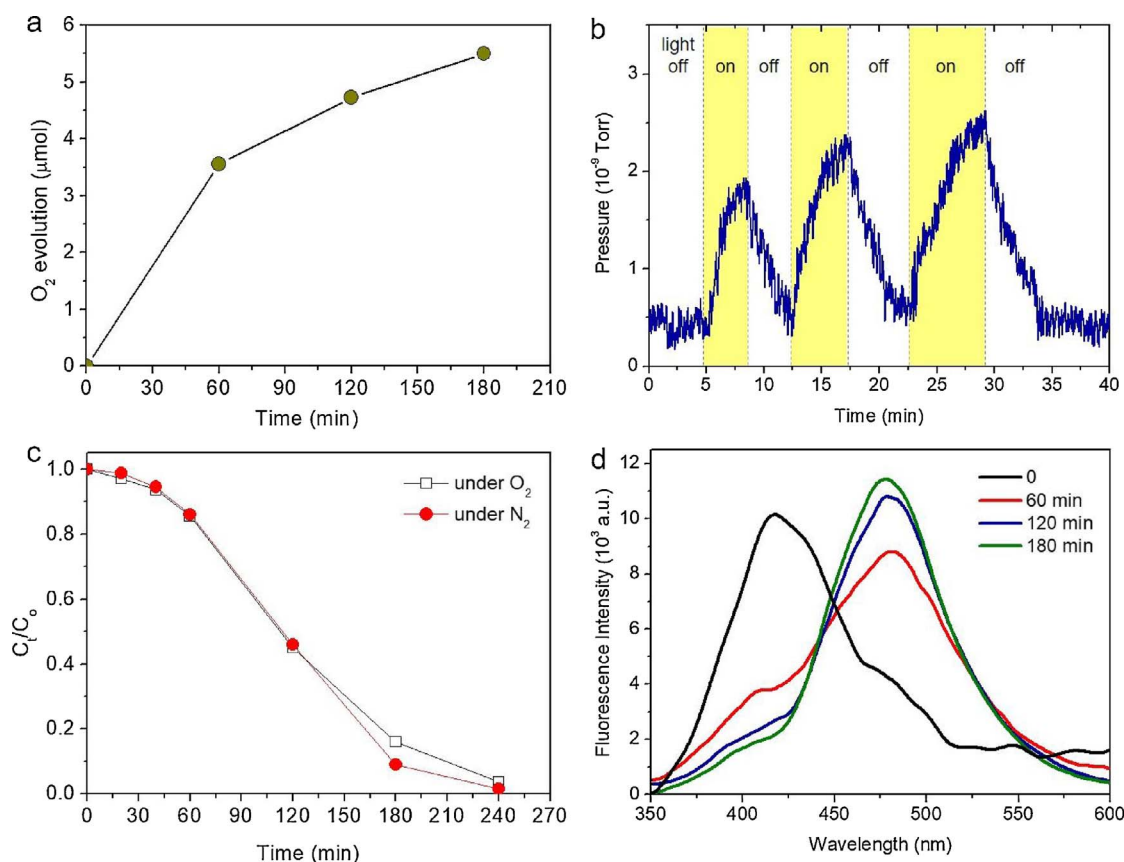 a
O₂ evolution (μmol)
6
5
4
3
2
1
0
0 30 60 90 120 150 180 210
Time (min)
b
light
off on off on off on off
Pressure (10⁻⁹ Torr)
3
2
1
0
0 5 10 15 20 25 30 35 40
Time (min)
c
Cₜ/Cₒ
1.0
0.8
0.6
0.4
0.2
0.0
under O₂
under N₂
0 30 60 90 120 150 180 210 240 270
Time (min)
d
Fluorescence Intensity (10³ a.u.)
12
10
8
6
4
2
0
0
60 min
120 min
180 min
350 400 450 500 550 600
Wavelength (nm)